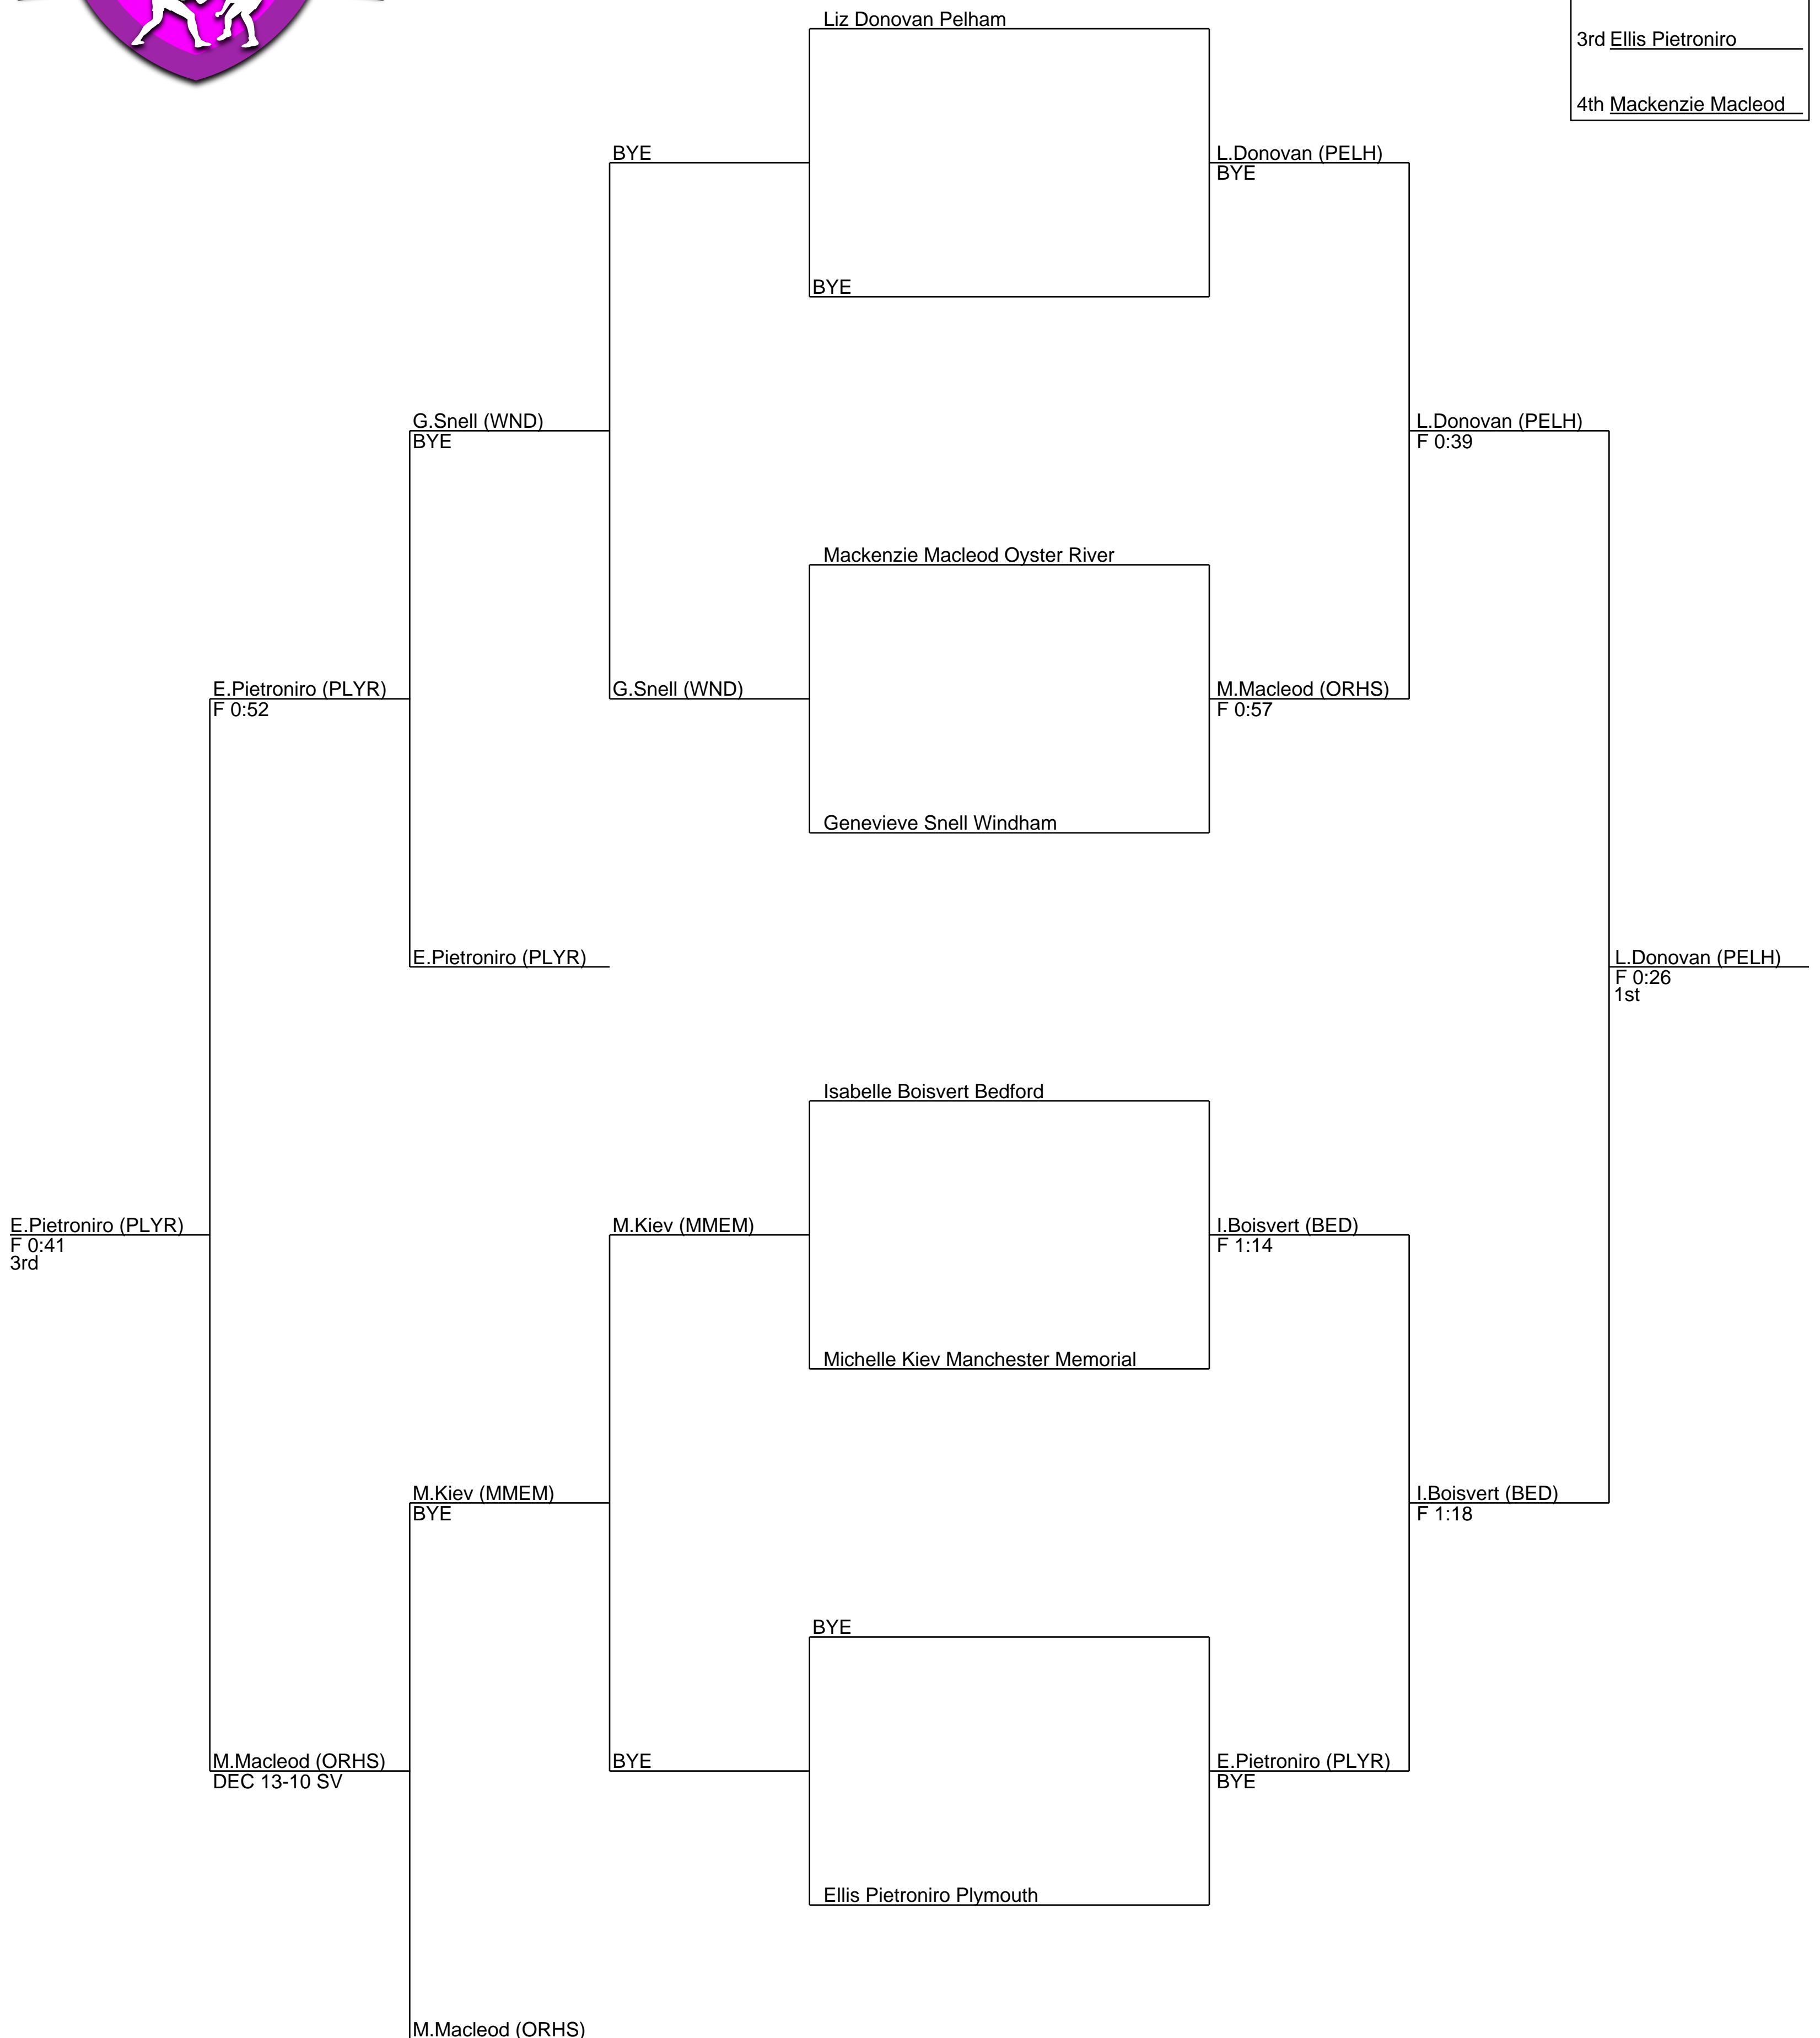 Liz Donovan Pelham
3rd Ellis Pietroniro
4th Mackenzie Macleod
BYE
L.Donovan (PELH)
BYE
BYE
G.Snell (WND)
BYE
L.Donovan (PELH)
F 0:39
Mackenzie Macleod Oyster River
E.Pietroniro (PLYR)
F 0:52
G.Snell (WND)
M.Macleod (ORHS)
F 0:57
Genevieve Snell Windham
E.Pietroniro (PLYR)
L.Donovan (PELH)
F 0:26
1st
Isabelle Boisvert Bedford
E.Pietroniro (PLYR)
F 0:41
3rd
M.Kiev (MMEM)
I.Boisvert (BED)
F 1:14
Michelle Kiev Manchester Memorial
M.Kiev (MMEM)
BYE
I.Boisvert (BED)
F 1:18
BYE
M.Macleod (ORHS)
DEC 13-10 SV
BYE
E.Pietroniro (PLYR)
BYE
Ellis Pietroniro Plymouth
M.Macleod (ORHS)